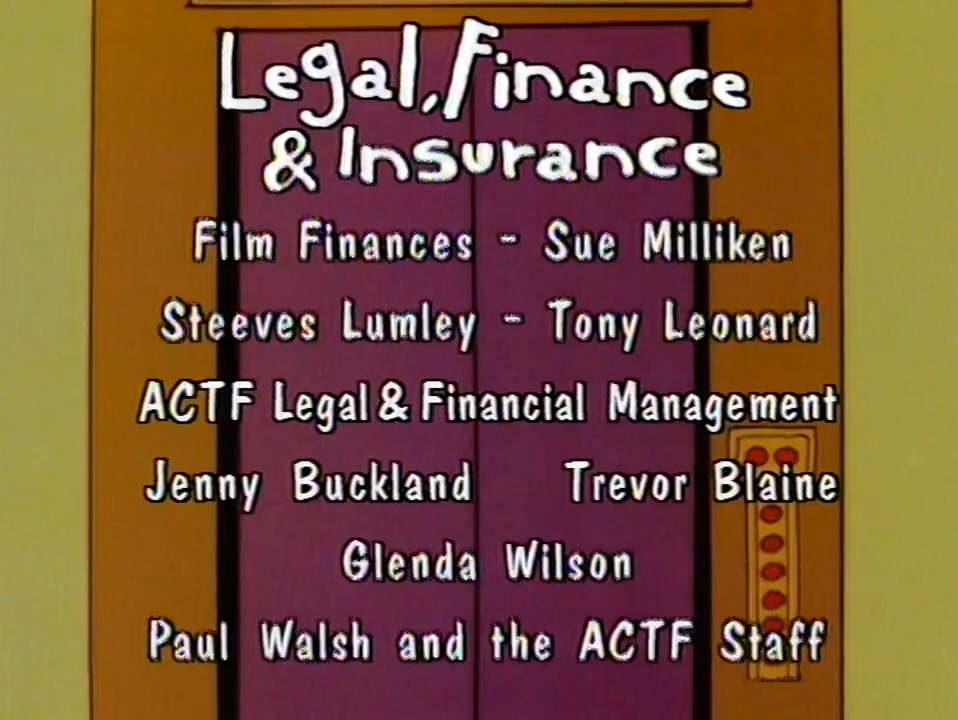 Legal, Finance
& Insurance
Film Finances - Sue Milliken
Steeves Lumley - Tony Leonard
ACTF Legal & Financial Management
Jenny Buckland Trevor Blaine
Glenda Wilson
Paul Walsh and the ACTF Staff